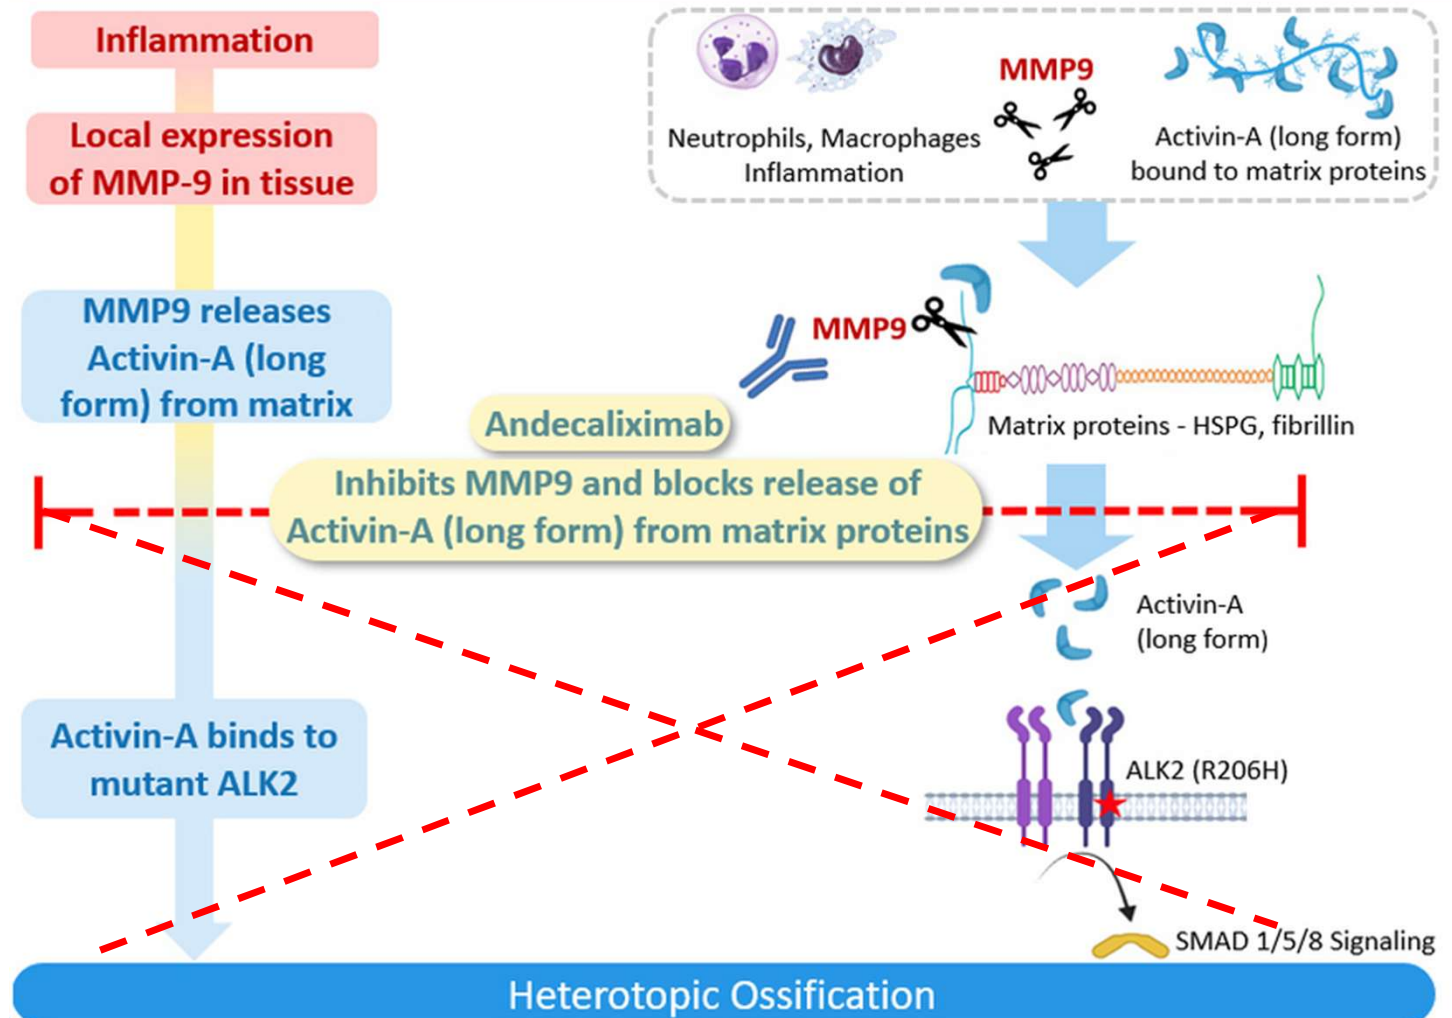 Inflammation
Local expression
of MMP-9 in tissue
MMP9 releases
Activin-A (long
form) from matrix
Activin-A binds to
mutant ALK2
Neutrophils, Macrophages
Inflammation
MMP9
Activin-A (long form)
bound to matrix proteins
MMP9
Matrix proteins - HSPG, fibrillin
Andecaliximab
Inhibits MMP9 and blocks release of
Activin-A (long form) from matrix proteins
Activin-A
(long form)
ALK2 (R206H)
SMAD 1/5/8 Signaling
Heterotopic Ossification